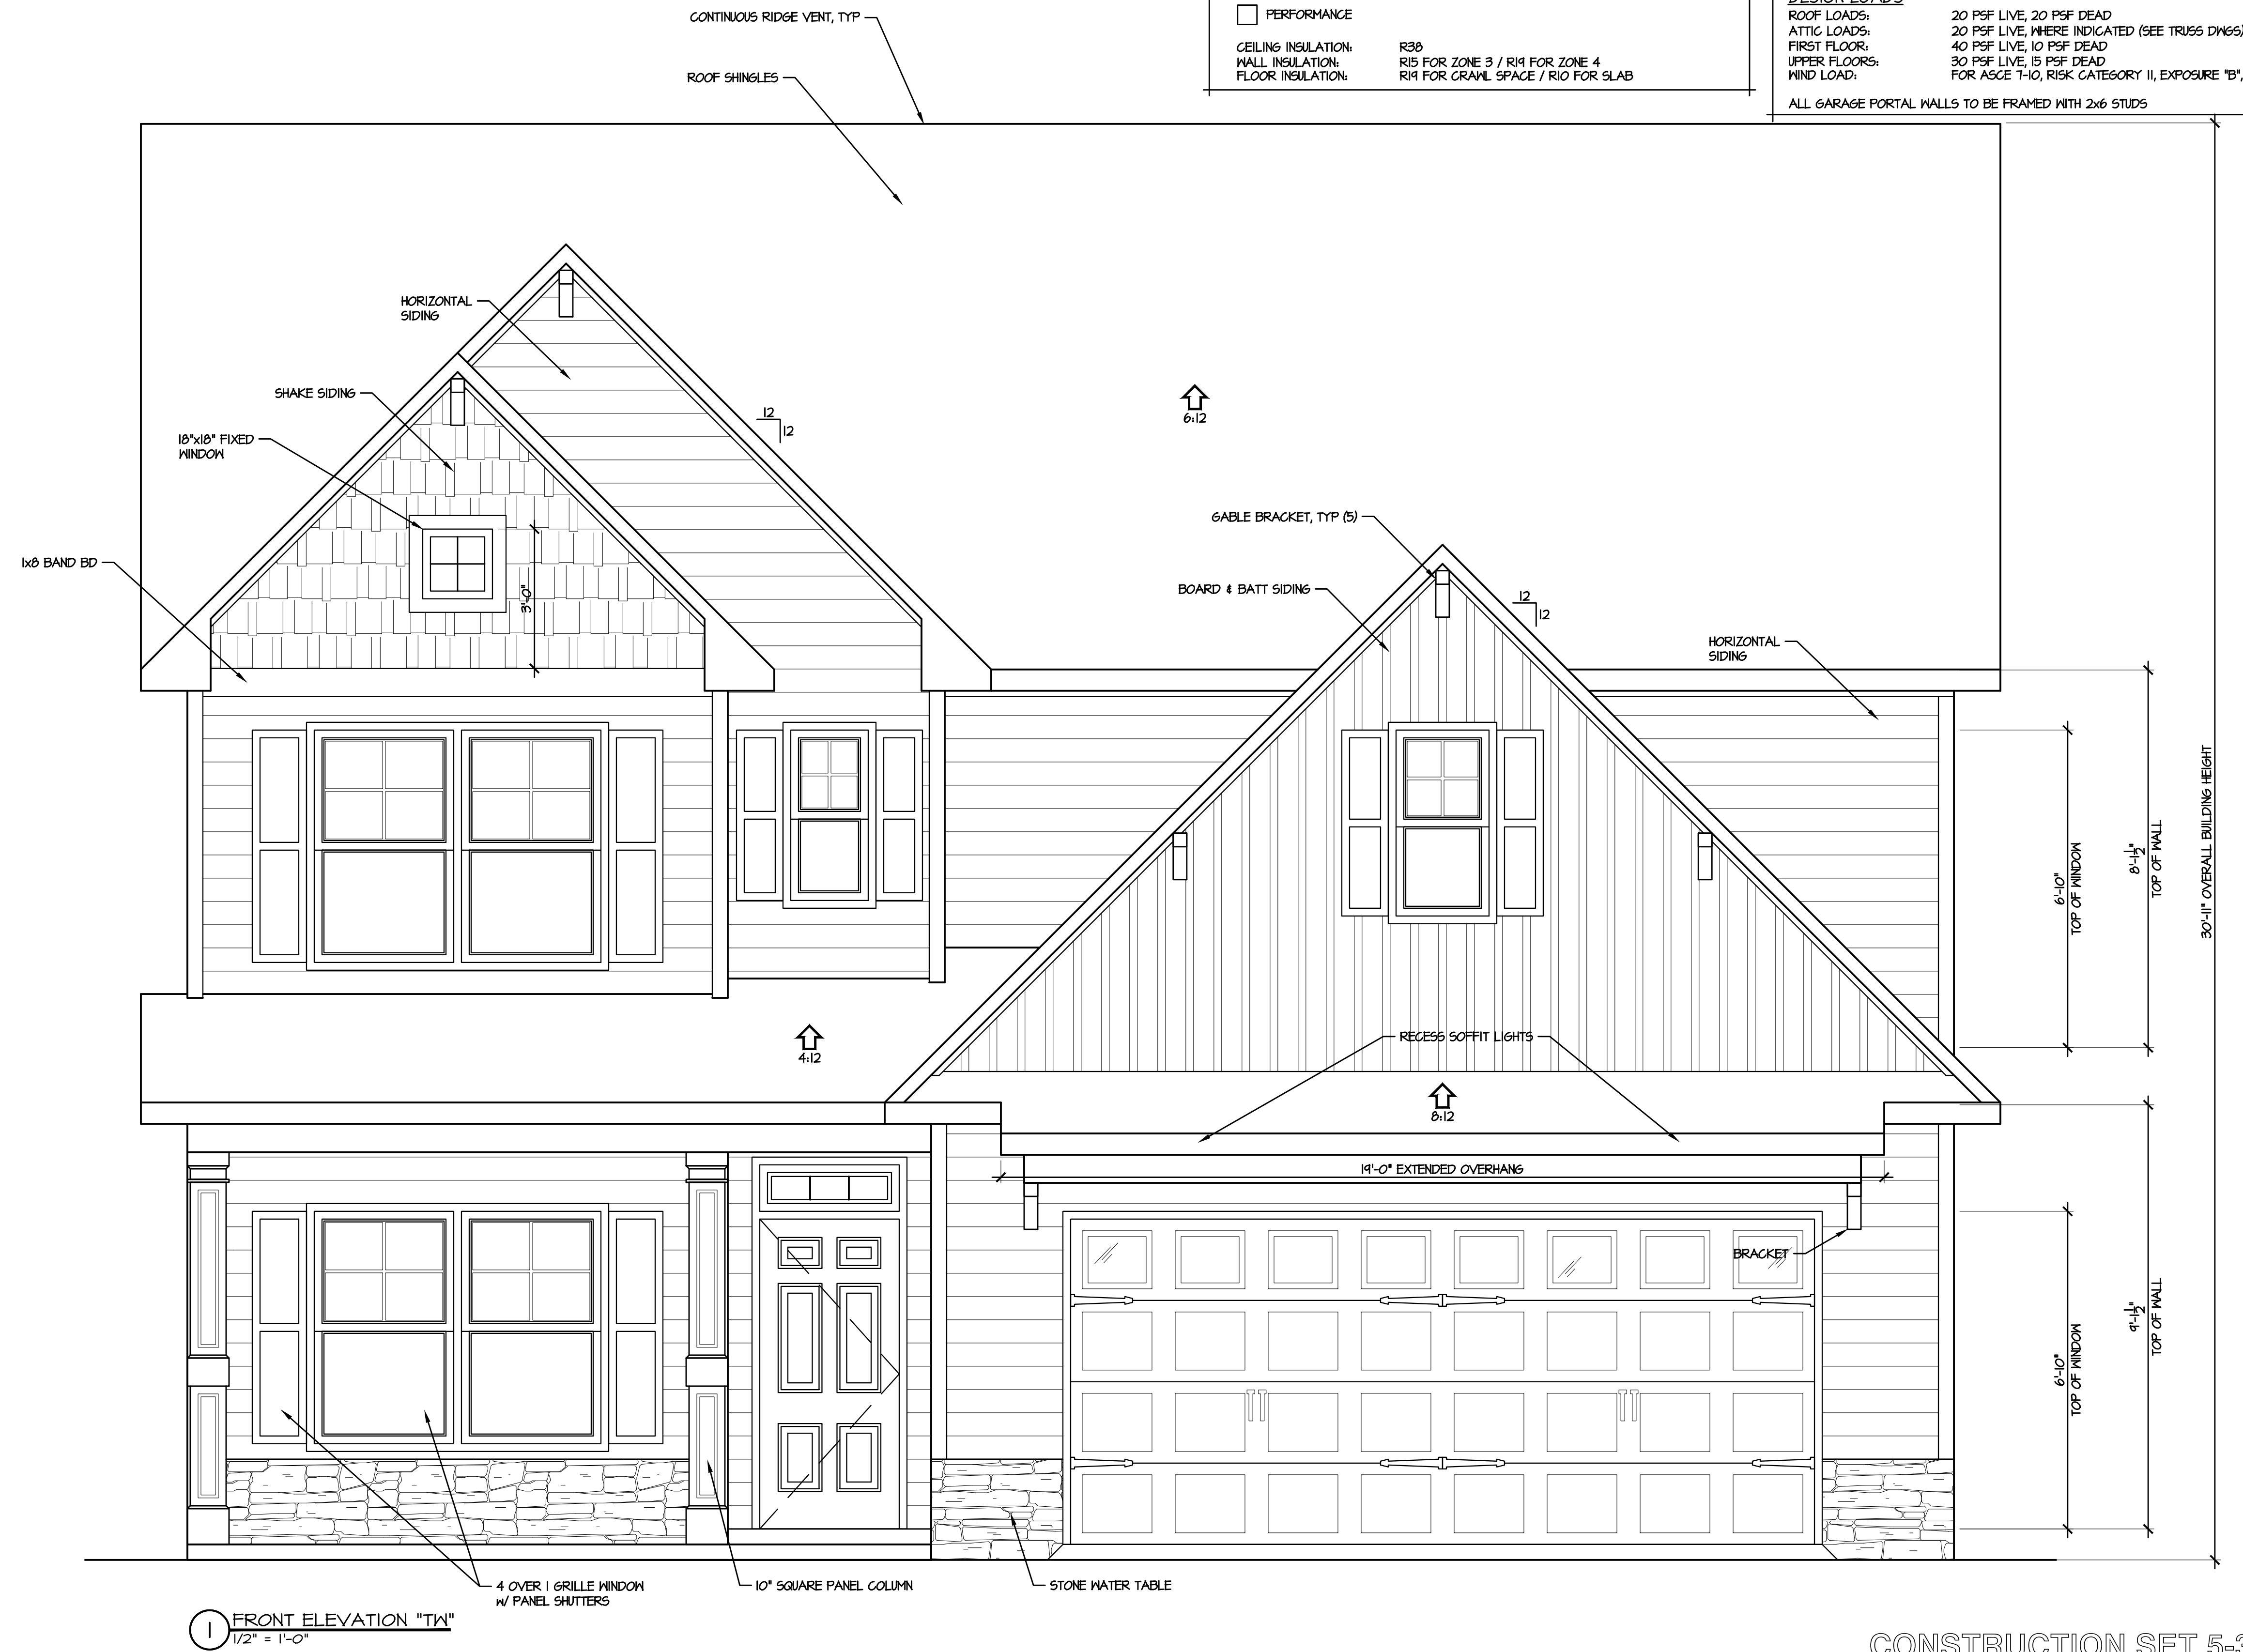 CONTINUOUS RIDGE VENT, TYP
ROOF SHINGLES
PERFORMANCE
CEILING INSULATION: R38
WALL INSULATION: R15 FOR ZONE 3 / R19 FOR ZONE 4
FLOOR INSULATION: R19 FOR CRAWL SPACE / R10 FOR SLAB
DESIGN LOADS
ROOF LOADS: 20 PSF LIVE, 20 PSF DEAD
ATTIC LOADS: 20 PSF LIVE, WHERE INDICATED (SEE TRUSS DWGS)
FIRST FLOOR: 40 PSF LIVE, 10 PSF DEAD
UPPER FLOORS: 30 PSF LIVE, 15 PSF DEAD
WIND LOAD: FOR ASCE 7-10, RISK CATEGORY II, EXPOSURE "B",
ALL GARAGE PORTAL WALLS TO BE FRAMED WITH 2x6 STUDS
HORIZONTAL
SIDING
SHAKE SIDING
18"x18" FIXED
WINDOW
1x8 BAND BD
3'-0"
12
12
6:12
GABLE BRACKET, TYP (5)
BOARD & BATT SIDING
12
12
HORIZONTAL
SIDING
6'-10"
TOP OF WINDOW
8'-1 1/2"
TOP OF WALL
30'-11" OVERALL BUILDING HEIGHT
4:12
RECESS SOFFIT LIGHTS
8:12
19'-0" EXTENDED OVERHANG
BRACKET
6'-10"
TOP OF WINDOW
9'-1 1/2"
TOP OF WALL
4 OVER 1 GRILLE WINDOW
w/ PANEL SHUTTERS
10" SQUARE PANEL COLUMN
STONE WATER TABLE
1
FRONT ELEVATION "TW"
1/2" = 1'-0"
CONSTRUCTION SET